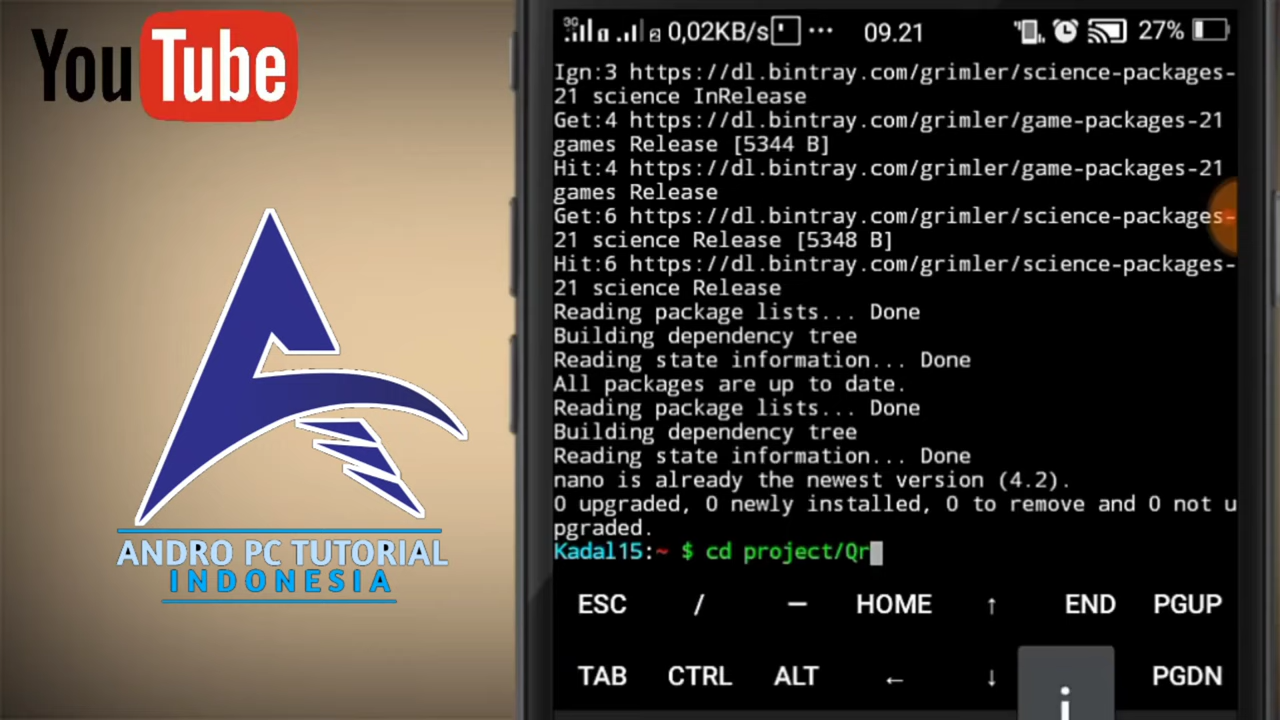 YouTube
ANDRO PC TUTORIAL
INDONESIA
3G 0,02KB/s ... 09.21 27%
Ign:3 https://dl.bintray.com/grimler/science-packages-
21 science InRelease
Get:4 https://dl.bintray.com/grimler/game-packages-21
games Release [5344 B]
Hit:4 https://dl.bintray.com/grimler/game-packages-21
games Release
Get:6 https://dl.bintray.com/grimler/science-packages-
21 science Release [5348 B]
Hit:6 https://dl.bintray.com/grimler/science-packages-
21 science Release
Reading package lists... Done
Building dependency tree
Reading state information... Done
All packages are up to date.
Reading package lists... Done
Building dependency tree
Reading state information... Done
nano is already the newest version (4.2).
0 upgraded, 0 newly installed, 0 to remove and 0 not u
pgraded.
Kadal15:~ $ cd project/Qr
ESC / — HOME ↑ END PGUP
TAB CTRL ALT ← ↓ PGDN